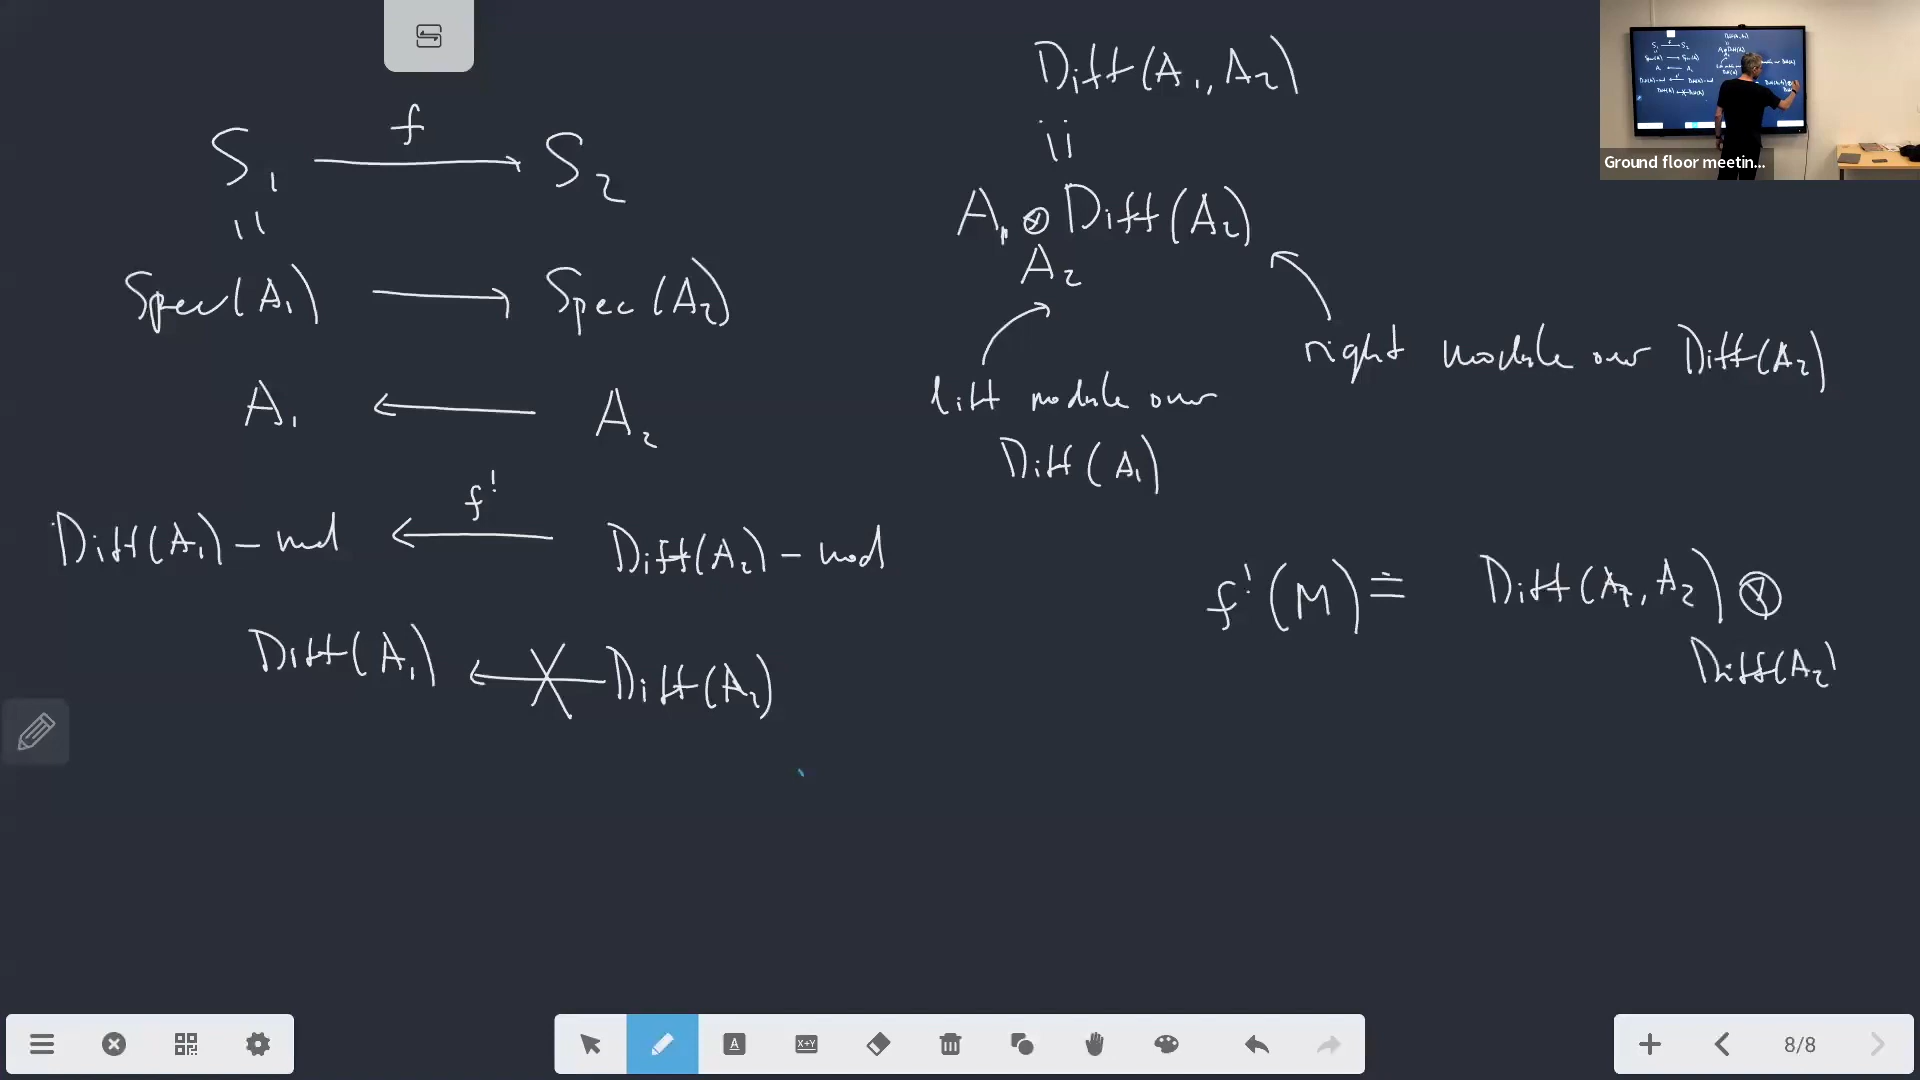 S₁ —f→ S₂
||
Spec(A₁) ⟶ Spec(A₂)
A₁ ⟵ A₂
Diff(A₁)-mod ←f!— Diff(A₂)-mod
Diff(A₁) ⟵ Diff(A₂)
Diff(A₁, A₂)
||
A₁ ⊗ Diff(A₂)
A₂
left module over
Diff(A₁)
right module over Diff(A₂)
f!(M) ≐ Diff(A₁, A₂) ⊗
Diff(A₂)
Ground floor meetin...
A
X+Y
8/8